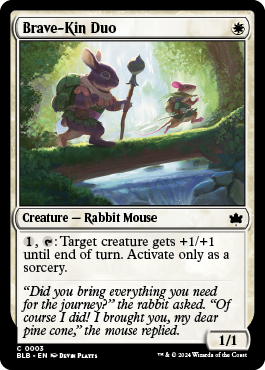 Brave-Kin Duo
Creature — Rabbit Mouse
1, : Target creature gets +1/+1
until end of turn. Activate only as a
sorcery.
“Did you bring everything you need
for the journey?” the rabbit asked. “Of
course I did! I brought you, my dear
pine cone,” the mouse replied.
1/1
C 0003
BLB • EN Devin Platts
™ & © 2024 Wizards of the Coast